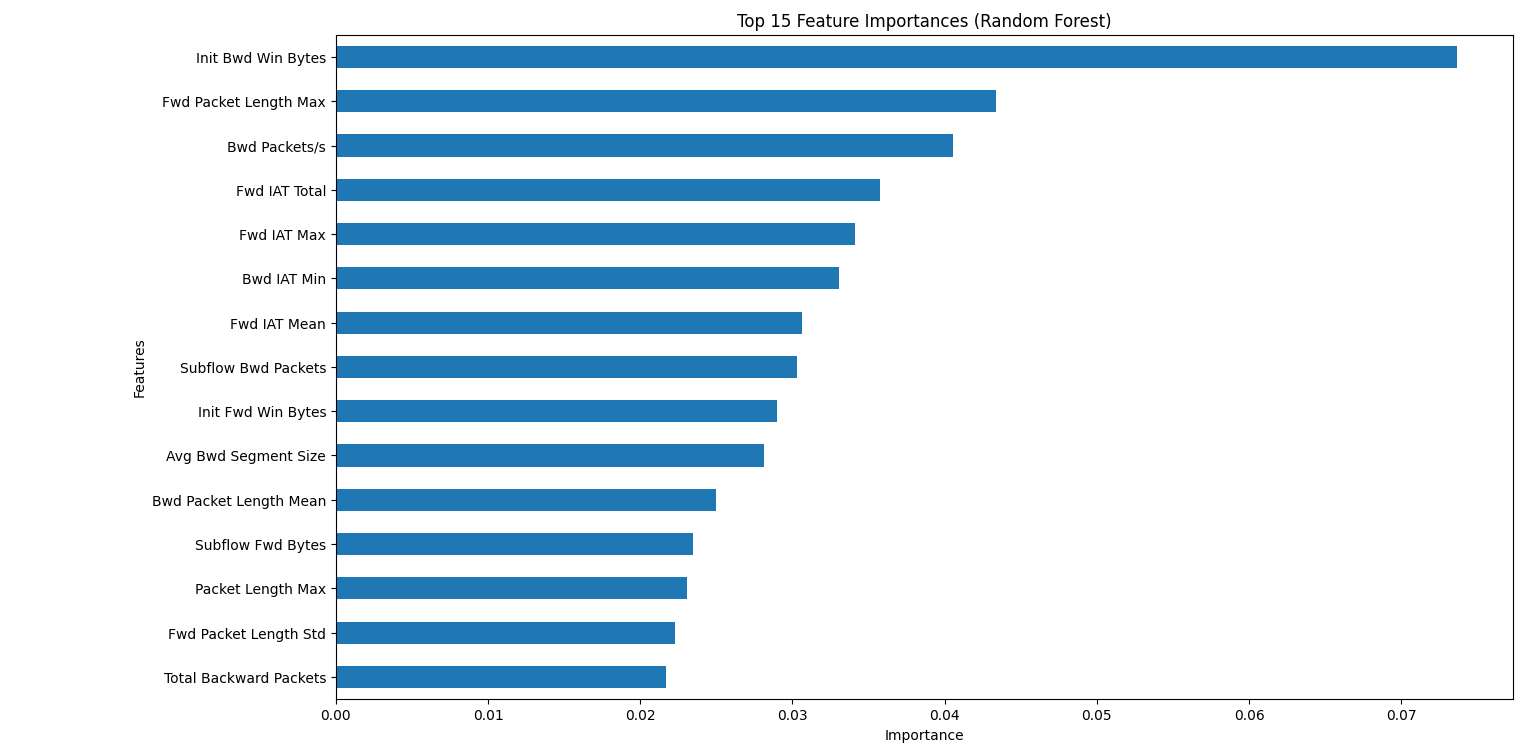 Top 15 Feature Importances (Random Forest)
Init Bwd Win Bytes
Fwd Packet Length Max
Bwd Packets/s
Fwd IAT Total
Fwd IAT Max
Bwd IAT Min
Fwd IAT Mean
Subflow Bwd Packets
Init Fwd Win Bytes
Avg Bwd Segment Size
Bwd Packet Length Mean
Subflow Fwd Bytes
Packet Length Max
Fwd Packet Length Std
Total Backward Packets
Features
0.00 0.01 0.02 0.03 0.04 0.05 0.06 0.07
Importance